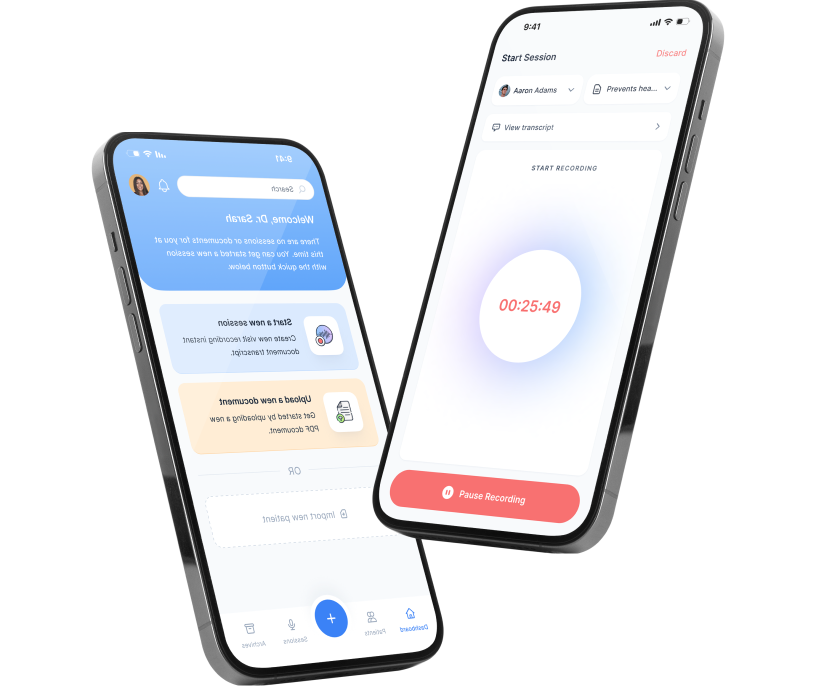 9:41
Search
Welcome, Dr. Sarah
There are no sessions or documents for you at
this time. You can get started a new session
with the quick button below:
Start a new session
Create new visit recording instant
document transcript.
Upload a new document
Get started by uploading a new
PDF document.
OR
Import new patient
Dashboard
Patients
+
Sessions
Archives
9:41
Start Session
Discard
Aaron Adams
Prevents hea...
View transcript
START RECORDING
00:25:49
Pause Recording